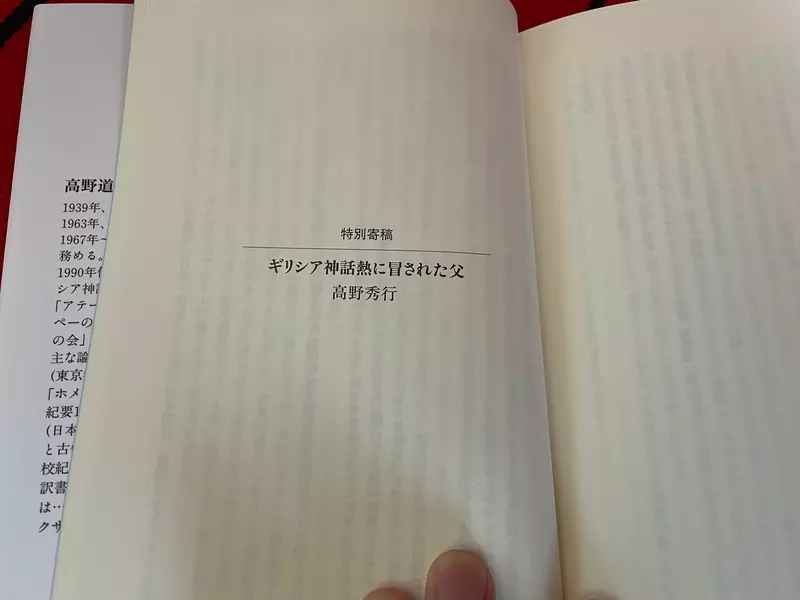 特別寄稿
ギリシア神話熱に冒された父
高野秀行
高野道
1939年、
1963年、
1967年〜
務める。
1990年代
シア神話
「アテー
ペーの
の会」
主な論
(東京
「ホメ
紀要1
(日本
と古
校紀
訳書
は…
クサ